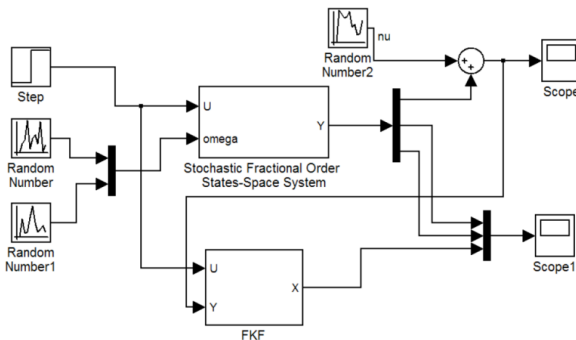 nu
Random
Number2
Scope
Step
U
omega
Y
Stochastic Fractional Order
States-Space System
Random
Number
Random
Number1
U
Y
X
FKF
Scope1